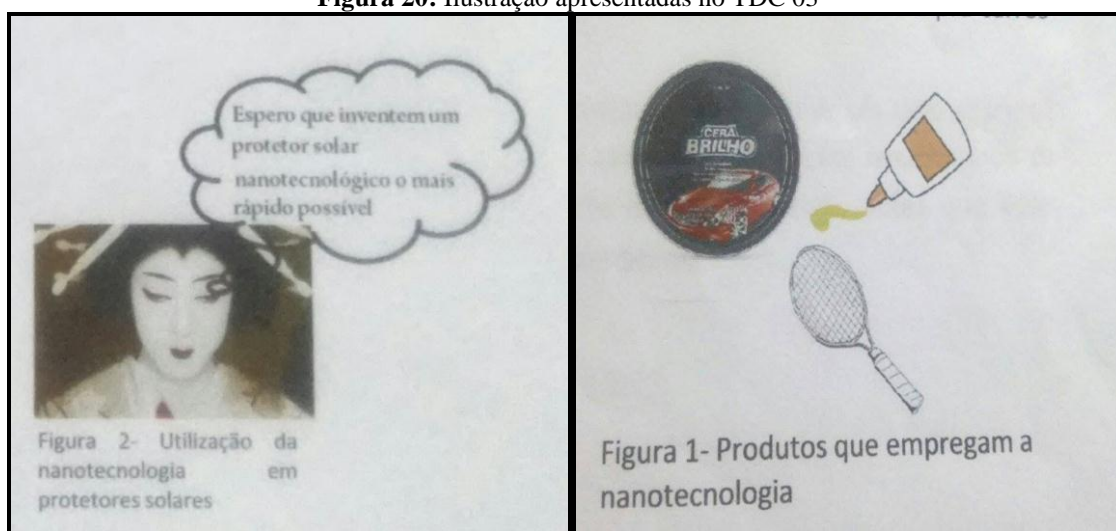 Figura 20: Ilustração apresentadas no TDC 03
Espero que inventem um
protetor solar
nanotecnológico o mais
rápido possível
Figura 2- Utilização da
nanotecnologia em
protetores solares
CERA
BRILHO
Figura 1- Produtos que empregam a
nanotecnologia